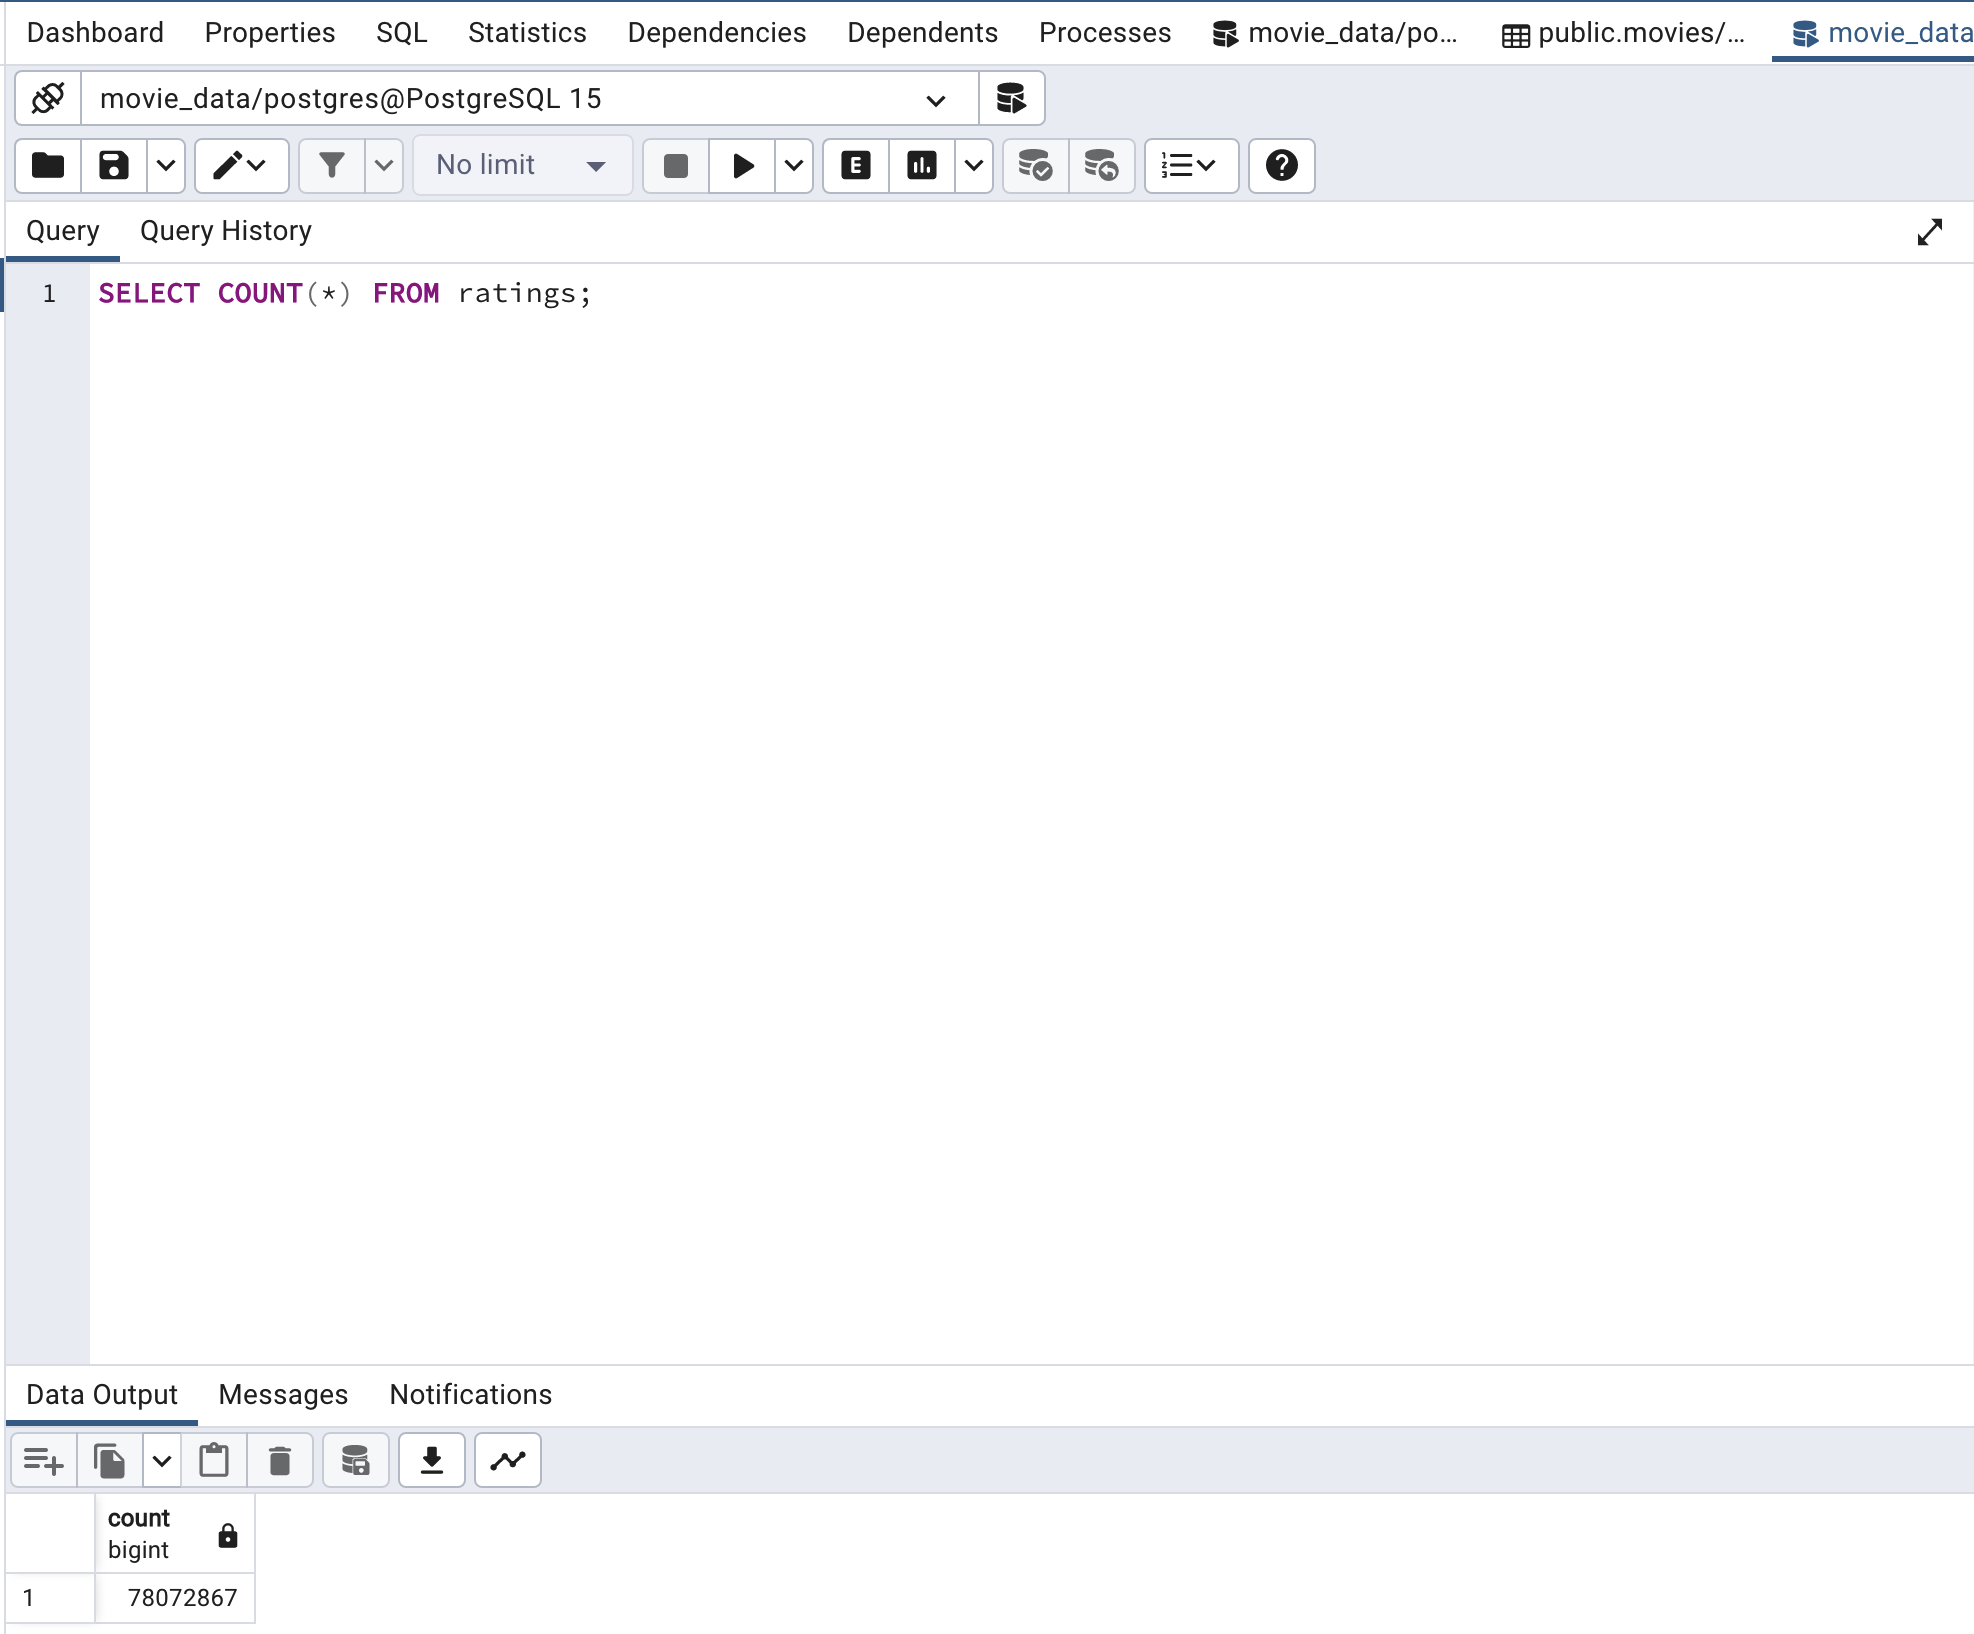 Dashboard Properties SQL Statistics Dependencies Dependents Processes movie_data/po... public.movies/... movie_data
movie_data/postgres@PostgreSQL 15
No limit E
Query Query History
1 SELECT COUNT(*) FROM ratings;
Data Output Messages Notifications
count
bigint
1 78072867